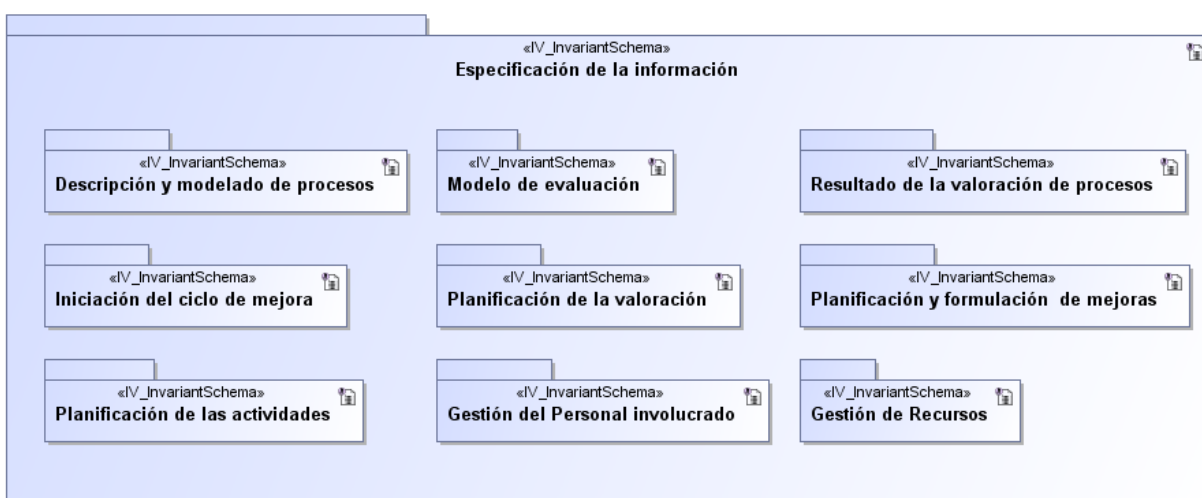 «IV_InvariantSchema»
Especificación de la información
«IV_InvariantSchema»
Descripción y modelado de procesos
«IV_InvariantSchema»
Modelo de evaluación
«IV_InvariantSchema»
Resultado de la valoración de procesos
«IV_InvariantSchema»
Iniciación del ciclo de mejora
«IV_InvariantSchema»
Planificación de la valoración
«IV_InvariantSchema»
Planificación y formulación  de mejoras
«IV_InvariantSchema»
Planificación de las actividades
«IV_InvariantSchema»
Gestión del Personal involucrado
«IV_InvariantSchema»
Gestión de Recursos